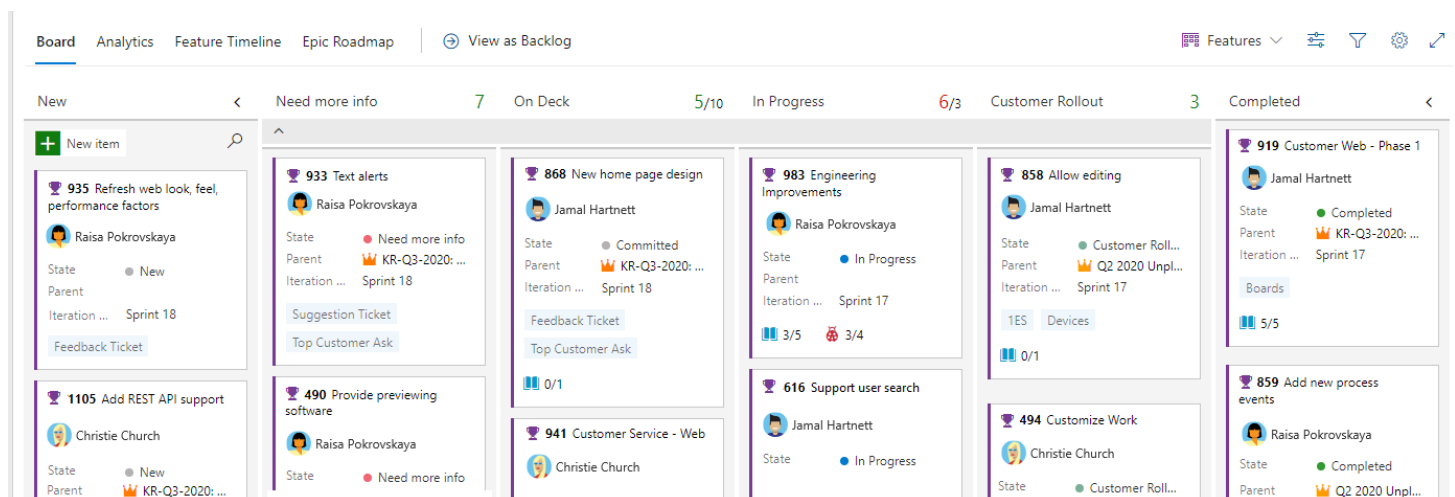 Board Analytics Feature Timeline Epic Roadmap View as Backlog Features
New
New item
935 Refresh web look, feel,
performance factors
Raisa Pokrovskaya
State New
Parent
Iteration ... Sprint 18
Feedback Ticket
1105 Add REST API support
Christie Church
State New
Parent KR-Q3-2020: ...
Need more info 7
933 Text alerts
Raisa Pokrovskaya
State Need more info
Parent KR-Q3-2020: ...
Iteration ... Sprint 18
Suggestion Ticket
Top Customer Ask
490 Provide previewing
software
Raisa Pokrovskaya
State Need more info
On Deck 5/10
868 New home page design
Jamal Hartnett
State Committed
Parent KR-Q3-2020: ...
Iteration ... Sprint 18
Feedback Ticket
Top Customer Ask
0/1
941 Customer Service - Web
Christie Church
In Progress 6/3
983 Engineering
Improvements
Raisa Pokrovskaya
State In Progress
Parent
Iteration ... Sprint 17
3/5 3/4
616 Support user search
Jamal Hartnett
State In Progress
Customer Rollout 3
858 Allow editing
Jamal Hartnett
State Customer Roll...
Parent Q2 2020 Unpl...
Iteration ... Sprint 17
1ES Devices
0/1
494 Customize Work
Christie Church
State Customer Roll...
Completed
919 Customer Web - Phase 1
Jamal Hartnett
State Completed
Parent KR-Q3-2020: ...
Iteration ... Sprint 17
Boards
5/5
859 Add new process
events
Raisa Pokrovskaya
State Completed
Parent Q2 2020 Unpl...